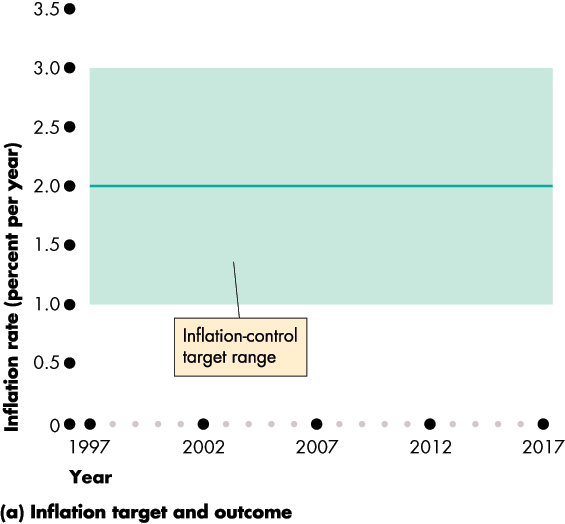 Inflation rate (percent per year)
3.5
3.0
2.5
2.0
1.5
1.0
0.5
0
Inflation-control
target range
1997 2002 2007 2012 2017
Year
(a) Inflation target and outcome